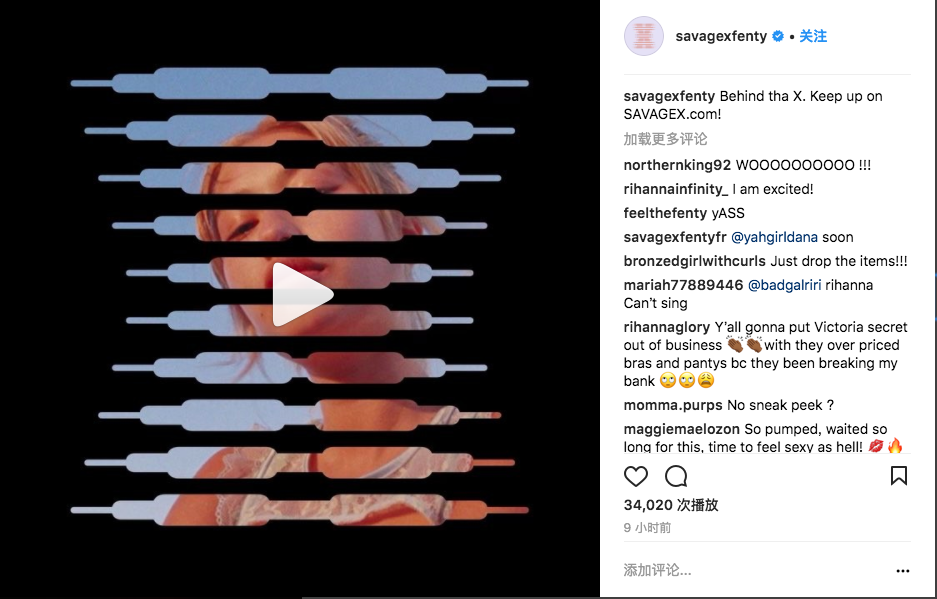 savagexfenty • 关注
savagexfenty Behind tha X. Keep up on
SAVAGEX.com!
加载更多评论
northernking92 WOOOOOOOOOO !!!
rihannainfinity_ I am excited!
feelthefenty yASS
savagexfentyfr @yahgirldana soon
bronzedgirlwithcurls Just drop the items!!!
mariah77889446 @badgalriri rihanna
Can't sing
rihannaglory Y'all gonna put Victoria secret
out of business 👏🏾👏🏾with they over priced
bras and pantys bc they been breaking my
bank 🙄🙄😩
momma.purps No sneak peek ?
maggiemaelozon So pumped, waited so
long for this, time to feel sexy as hell! 💋🔥
34,020 次播放
9 小时前
添加评论...